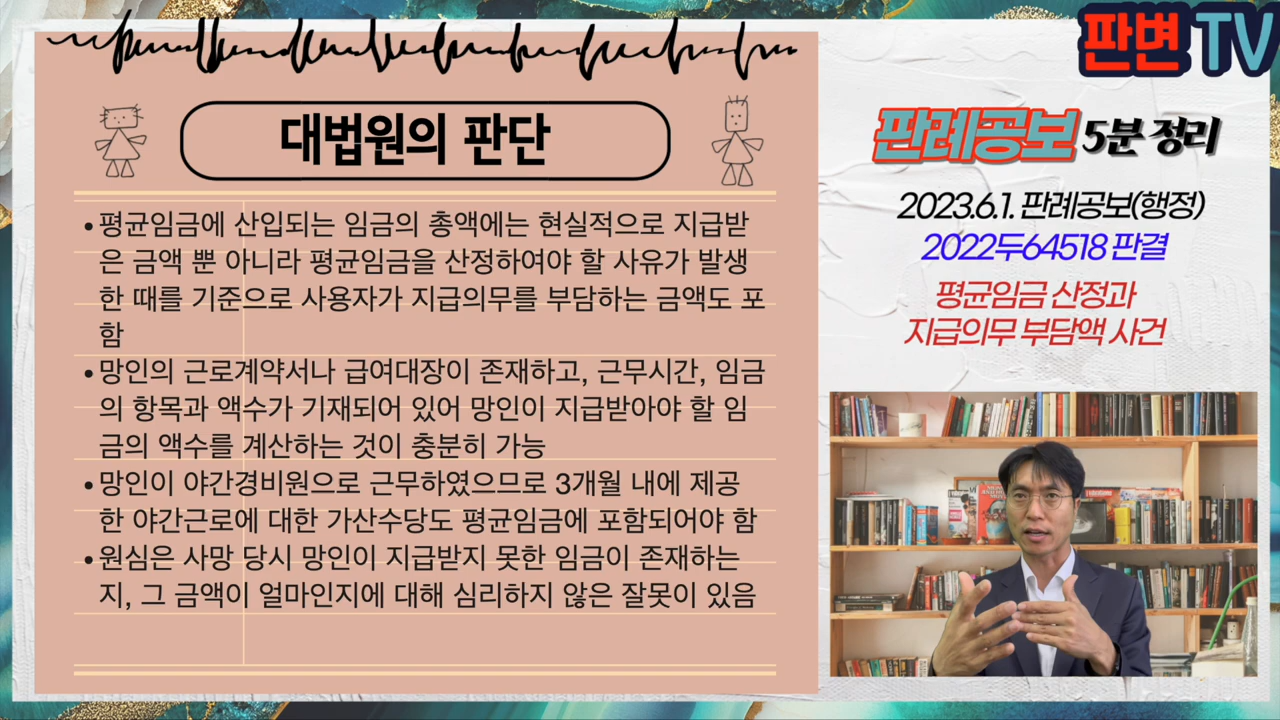 판변 TV
대법원의 판단
• 평균임금에 산입되는 임금의 총액에는 현실적으로 지급받
은 금액 뿐 아니라 평균임금을 산정하여야 할 사유가 발생
한 때를 기준으로 사용자가 지급의무를 부담하는 금액도 포
함
• 망인의 근로계약서나 급여대장이 존재하고, 근무시간, 임금
의 항목과 액수가 기재되어 있어 망인이 지급받아야 할 임
금의 액수를 계산하는 것이 충분히 가능
• 망인이 야간경비원으로 근무하였으므로 3개월 내에 제공
한 야간근로에 대한 가산수당도 평균임금에 포함되어야 함
• 원심은 사망 당시 망인이 지급받지 못한 임금이 존재하는
지, 그 금액이 얼마인지에 대해 심리하지 않은 잘못이 있음
판례공보 5분 정리
2023.6.1. 판례공보(행정)
2022두64518 판결
평균임금 산정과
지급의무 부담액 사건